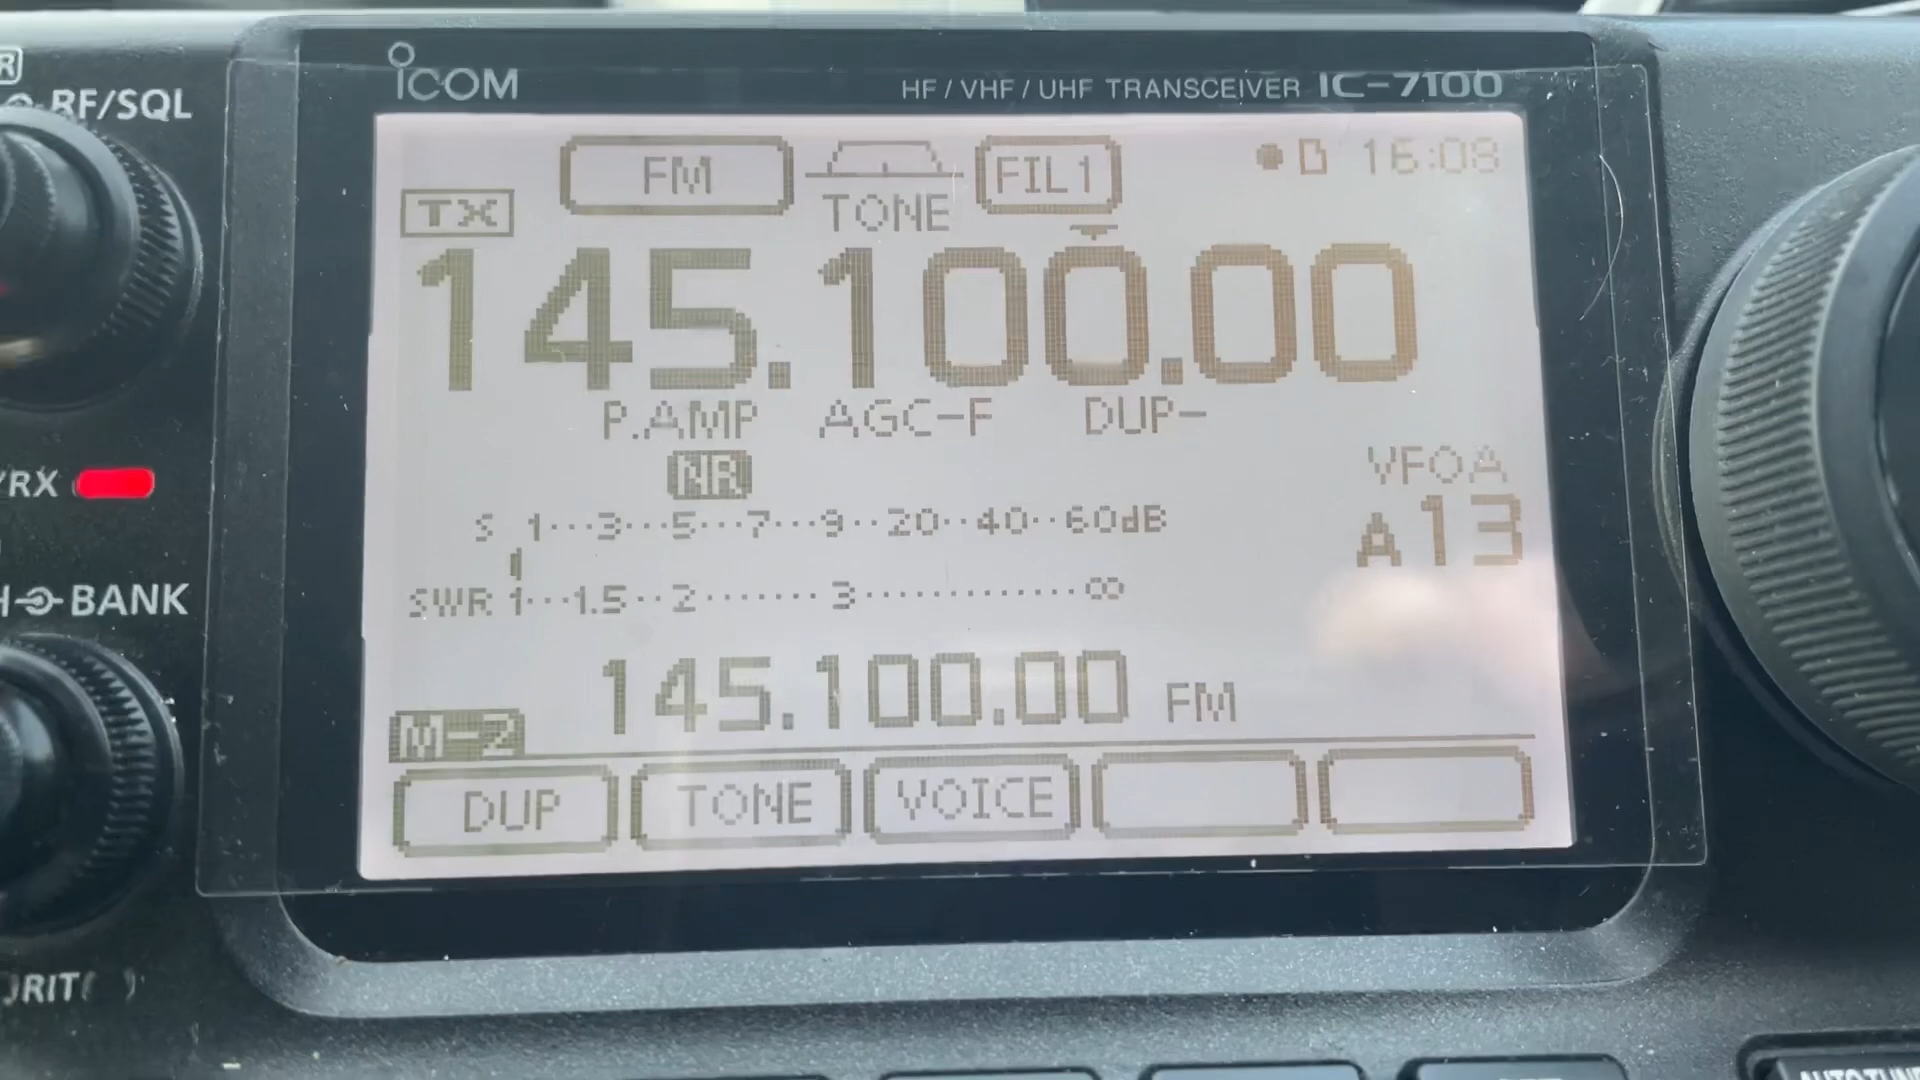 ICOM
HF / VHF / UHF TRANSCEIVER IC-7100
RF/SQL
FM
FIL1
16:08
TX
TONE
145.100.00
P.AMP AGC-F DUP-
NR
VFOA
/RX
S 1···3···5···7···9··20··40··60dB
A13
BANK
SWR 1···1.5··2·······3·············∞
145.100.00 FM
M-2
DUP TONE VOICE
RIT